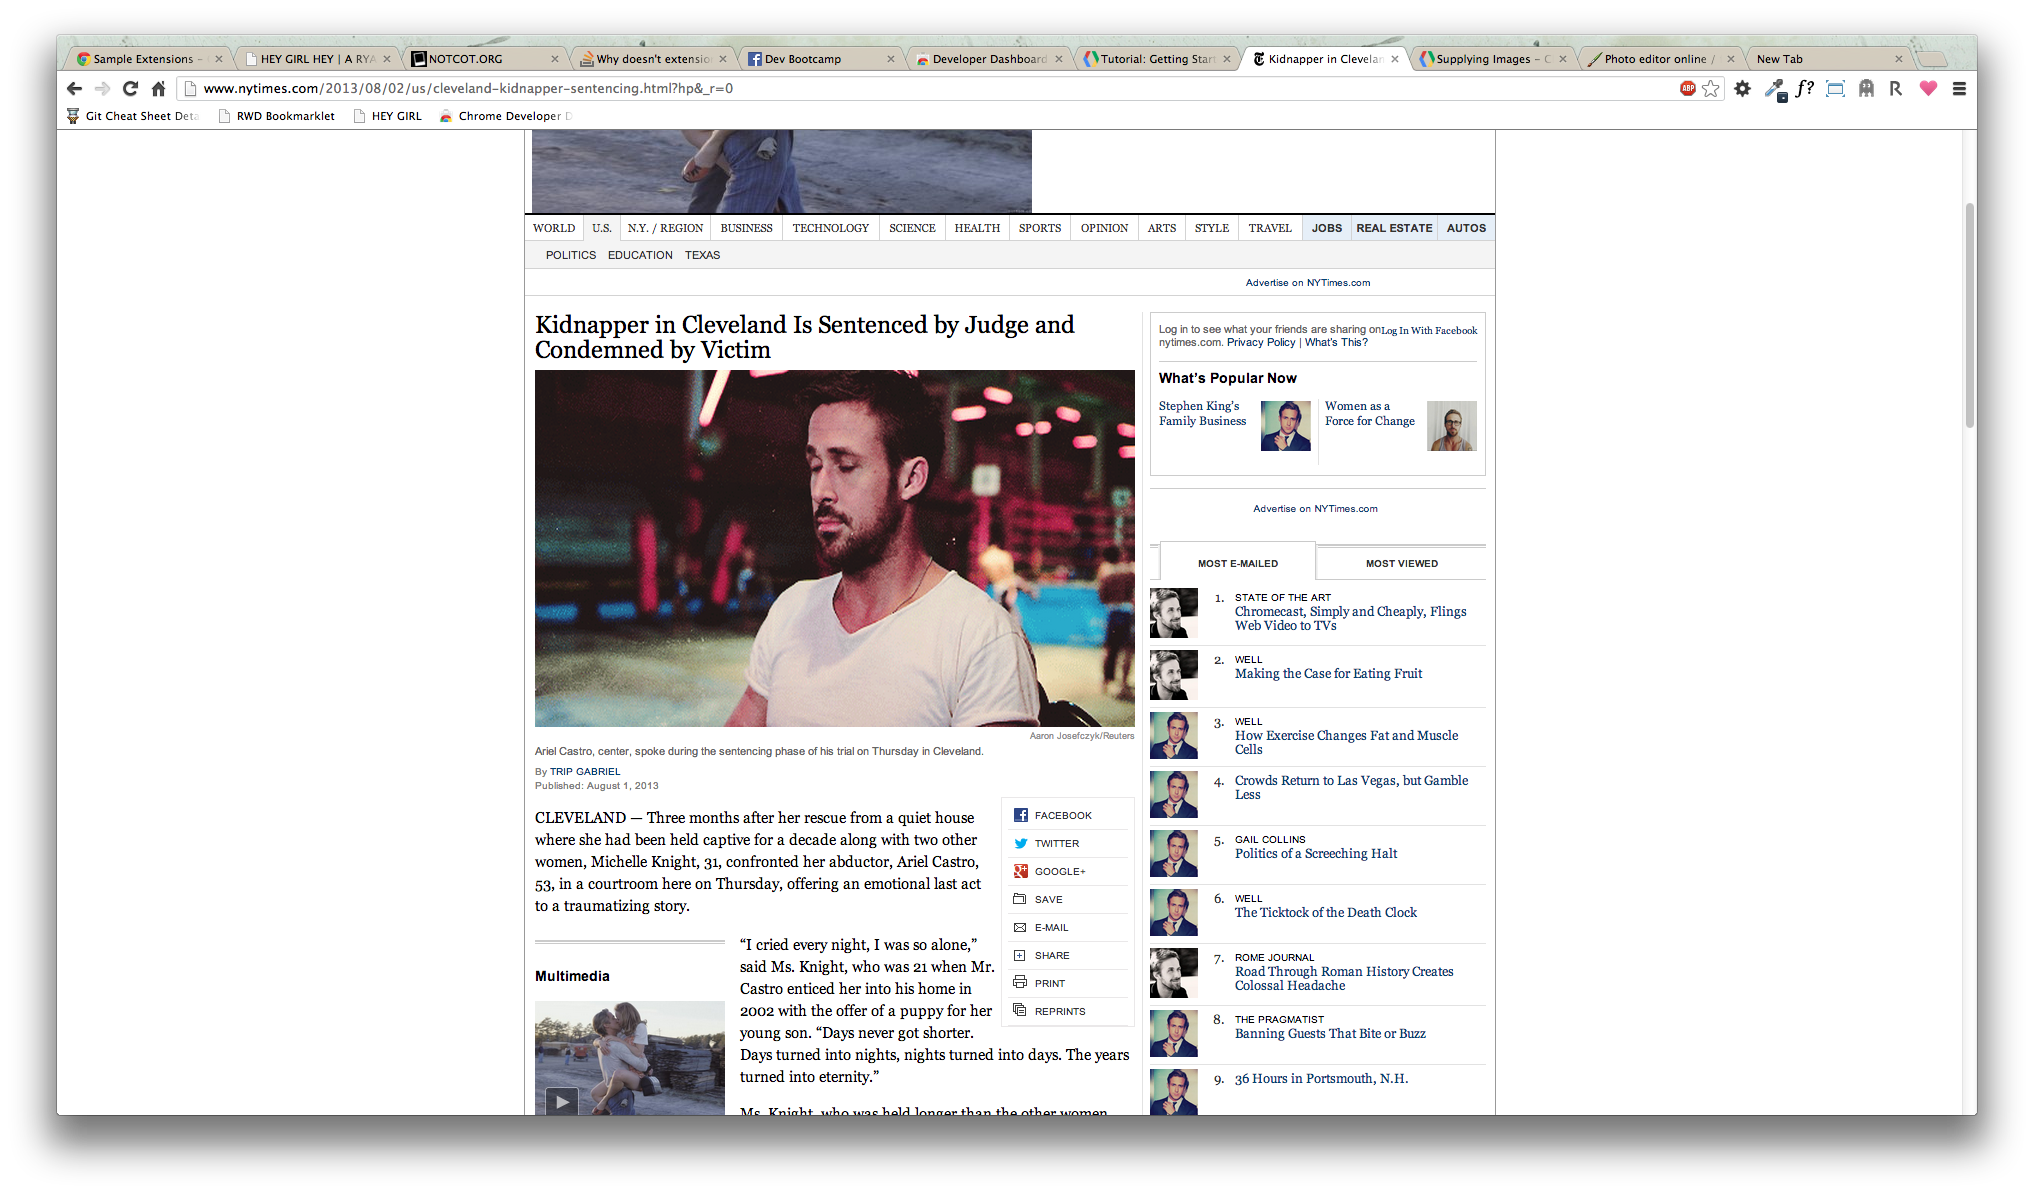 Sample Extensions -
HEY GIRL HEY | A RYA
NOTCOT.ORG
Why doesn't extensio
Dev Bootcamp
Developer Dashboard
Tutorial: Getting Start
Kidnapper in Clevelan
Supplying Images - C
Photo editor online /
New Tab
www.nytimes.com/2013/08/02/us/cleveland-kidnapper-sentencing.html?hp&_r=0
ABP
f?
R
Git Cheat Sheet Deta
RWD Bookmarklet
HEY GIRL
Chrome Developer D
WORLD U.S. N.Y. / REGION BUSINESS TECHNOLOGY SCIENCE HEALTH SPORTS OPINION ARTS STYLE TRAVEL JOBS REAL ESTATE AUTOS
POLITICS EDUCATION TEXAS
Advertise on NYTimes.com
Kidnapper in Cleveland Is Sentenced by Judge and
Condemned by Victim
Aaron Josefczyk/Reuters
Ariel Castro, center, spoke during the sentencing phase of his trial on Thursday in Cleveland.
By TRIP GABRIEL
Published: August 1, 2013
CLEVELAND — Three months after her rescue from a quiet house
where she had been held captive for a decade along with two other
women, Michelle Knight, 31, confronted her abductor, Ariel Castro,
53, in a courtroom here on Thursday, offering an emotional last act
to a traumatizing story.
FACEBOOK
TWITTER
GOOGLE+
SAVE
E-MAIL
SHARE
PRINT
REPRINTS
Multimedia
“I cried every night, I was so alone,”
said Ms. Knight, who was 21 when Mr.
Castro enticed her into his home in
2002 with the offer of a puppy for her
young son. “Days never got shorter.
Days turned into nights, nights turned into days. The years
turned into eternity.”
Ms. Knight, who was held longer than the other women,
Log in to see what your friends are sharing on
nytimes.com. Privacy Policy | What's This?
Log In With Facebook
What’s Popular Now
Stephen King's
Family Business
Women as a
Force for Change
Advertise on NYTimes.com
MOST E-MAILED
MOST VIEWED
1. STATE OF THE ART
Chromecast, Simply and Cheaply, Flings
Web Video to TVs
2. WELL
Making the Case for Eating Fruit
3. WELL
How Exercise Changes Fat and Muscle
Cells
4. Crowds Return to Las Vegas, but Gamble
Less
5. GAIL COLLINS
Politics of a Screeching Halt
6. WELL
The Ticktock of the Death Clock
7. ROME JOURNAL
Road Through Roman History Creates
Colossal Headache
8. THE PRAGMATIST
Banning Guests That Bite or Buzz
9. 36 Hours in Portsmouth, N.H.